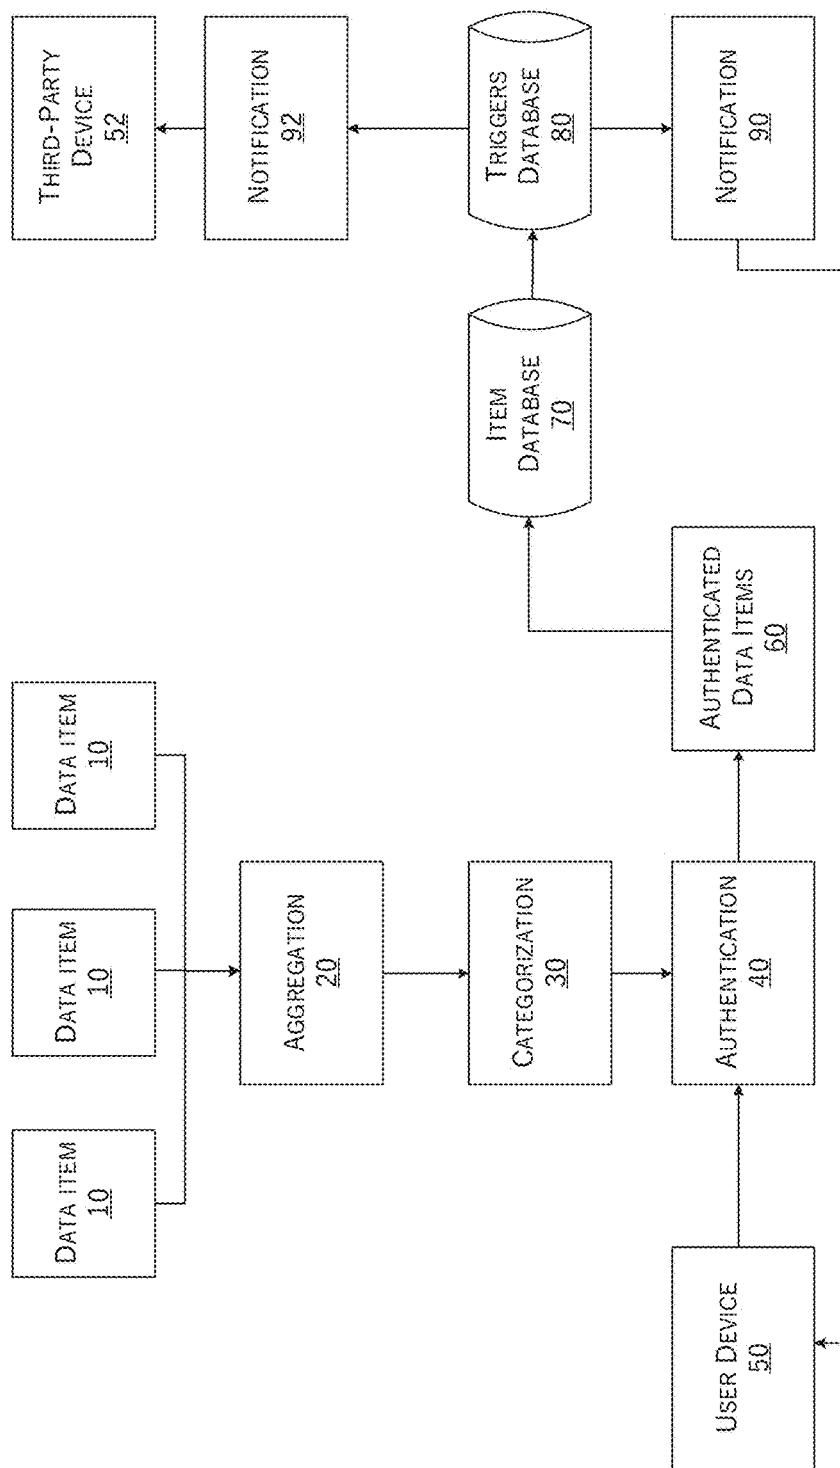 DATA ITEM
10
DATA ITEM
10
DATA ITEM
10
THIRD-PARTY
DEVICE
52
AGGREGATION
20
NOTIFICATION
92
CATEGORIZATION
30
ITEM
DATABASE
70
TRIGGERS
DATABASE
80
USER DEVICE
50
AUTHENTICATION
40
AUTHENTICATED
DATA ITEMS
60
NOTIFICATION
90